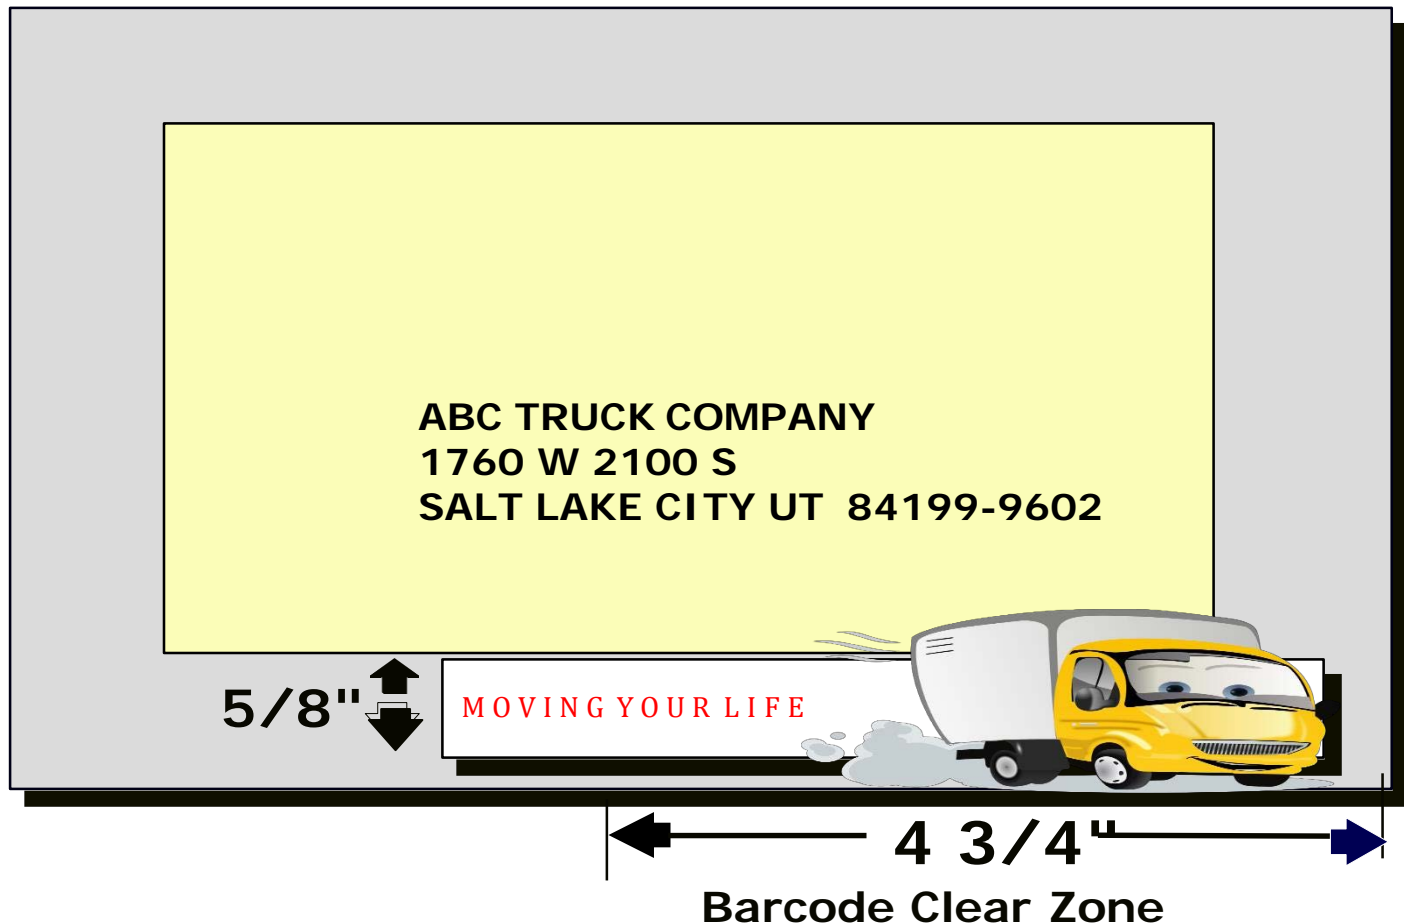 ABC TRUCK COMPANY
1760 W 2100 S
SALT LAKE CITY UT 84199-9602
5/8"
MOVING YOUR LIFE
4 3/4"
Barcode Clear Zone